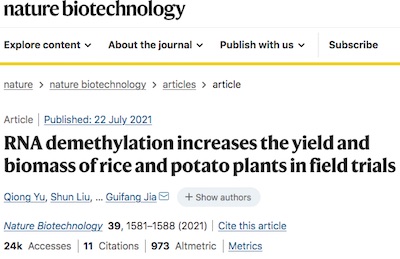 nature biotechnology
Explore content About the journal Publish with us Subscribe
nature > nature biotechnology > articles > article
Article | Published: 22 July 2021
RNA demethylation increases the yield and
biomass of rice and potato plants in field trials
Qiong Yu, Shun Liu, ... Guifang Jia + Show authors
Nature Biotechnology 39, 1581–1588 (2021) | Cite this article
24k Accesses | 11 Citations | 973 Altmetric | Metrics